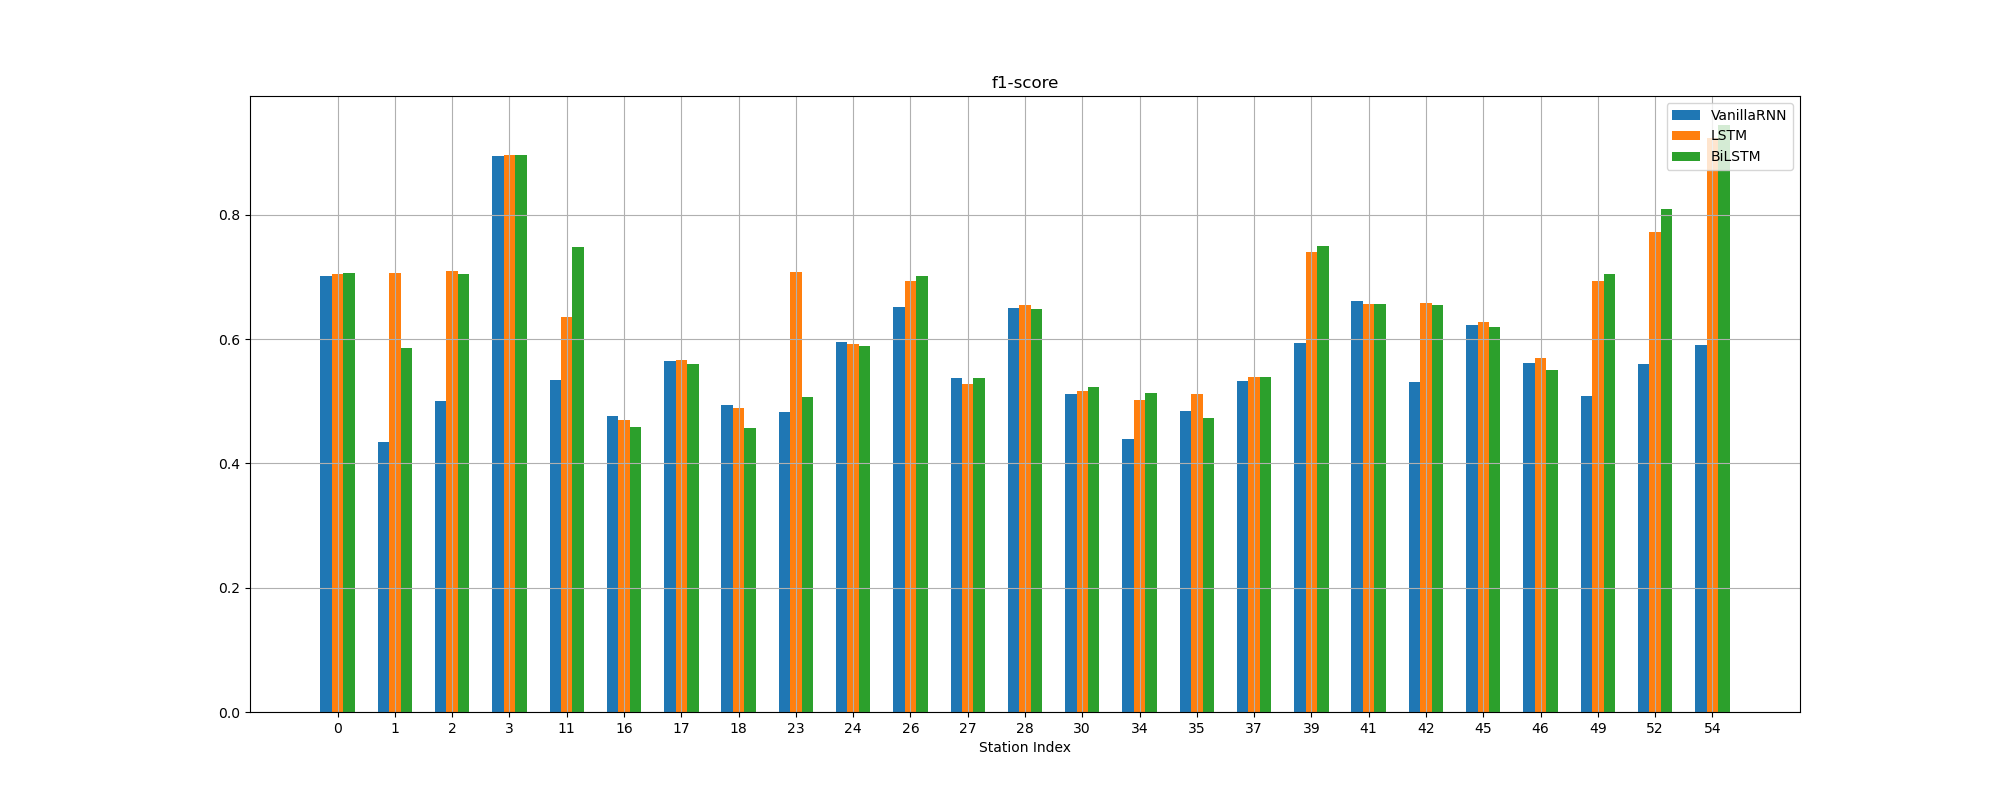 f1-score
VanillaRNN
LSTM
BiLSTM
0.8
0.6
0.4
0.2
0.0
0 1 2 3 11 16 17 18 23 24 26 27 28 30 34 35 37 39 41 42 45 46 49 52 54
Station Index